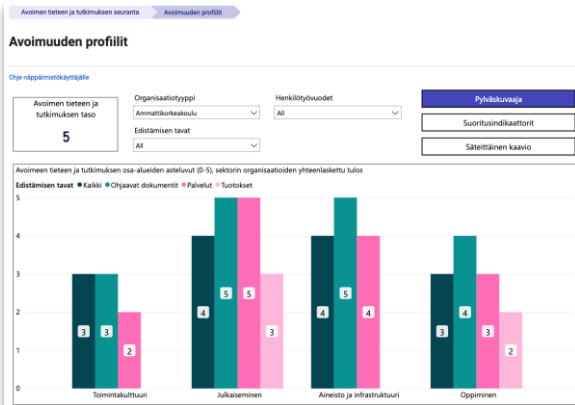 Avoimen tieteen ja tutkimuksen seuranta
Avoimuuden profiilit
Avoimuuden profiilit
Ohje näppäimistökäyttäjälle
Avoimen tieteen ja
tutkimuksen taso
5
Organisaatiotyyppi
Ammattikorkeakoulu
Henkilötyövuodet
All
Edistämisen tavat
All
Pylväskuvaaja
Suoritusindikaattorit
Säteittäinen kaavio
Avoimeen tieteen ja tutkimuksen osa-alueiden asteluvut (0-5), sektorin organisaatioiden yhteenlaskettu tulos
Edistämisen tavat Kaikki Ohjaavat dokumentit Palvelut Tuotokset
5
4
3
2
1
0
3 3 2
4 5 5 3
4 5 4
3 4 3 2
Toimintakulttuuri Julkaiseminen Aineisto ja infrastruktuuri Oppiminen